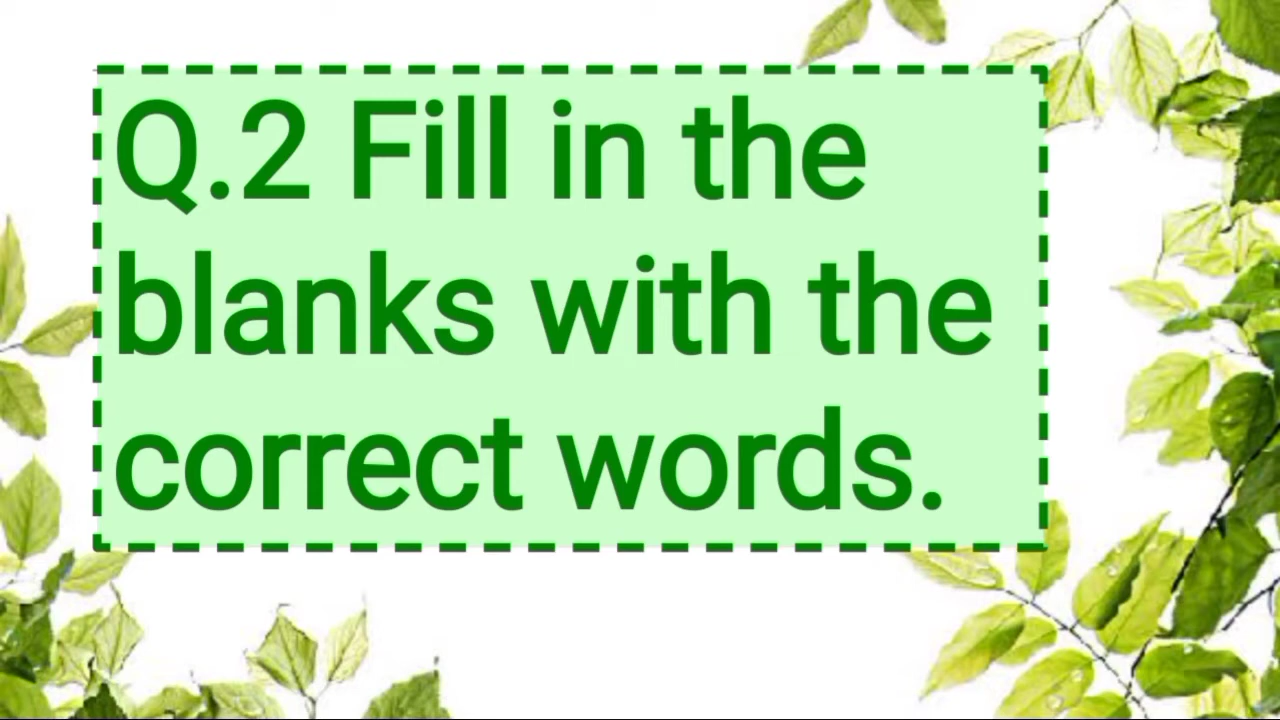 Q.2 Fill in the
blanks with the
correct words.